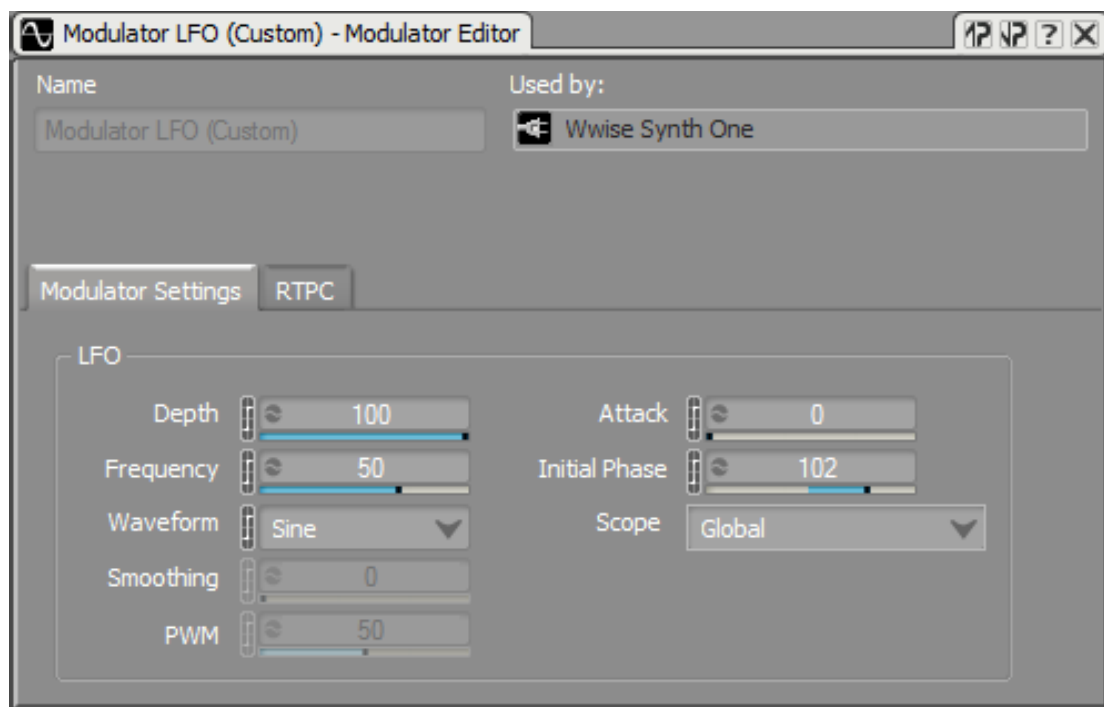 Modulator LFO (Custom) - Modulator Editor
Name
Used by:
Modulator LFO (Custom)
Wwise Synth One
Modulator Settings
RTPC
LFO
Depth 100
Attack 0
Frequency 50
Initial Phase 102
Waveform Sine
Scope Global
Smoothing 0
PWM 50